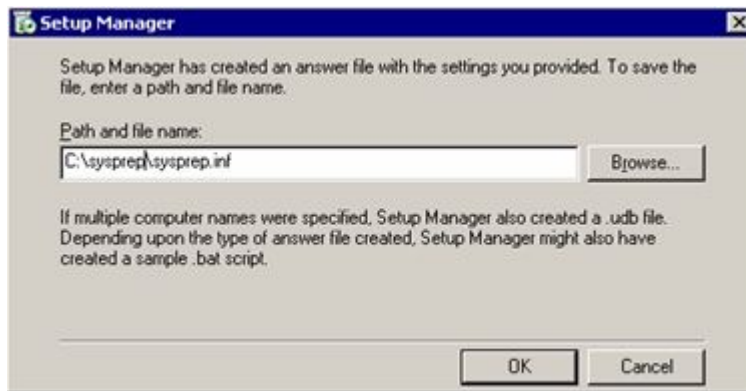 Setup Manager
Setup Manager has created an answer file with the settings you provided. To save the
file, enter a path and file name.
Path and file name:
C:\sysprep\sysprep.inf
Browse...
If multiple computer names were specified, Setup Manager also created a .udb file.
Depending upon the type of answer file created, Setup Manager might also have
created a sample .bat script.
OK
Cancel